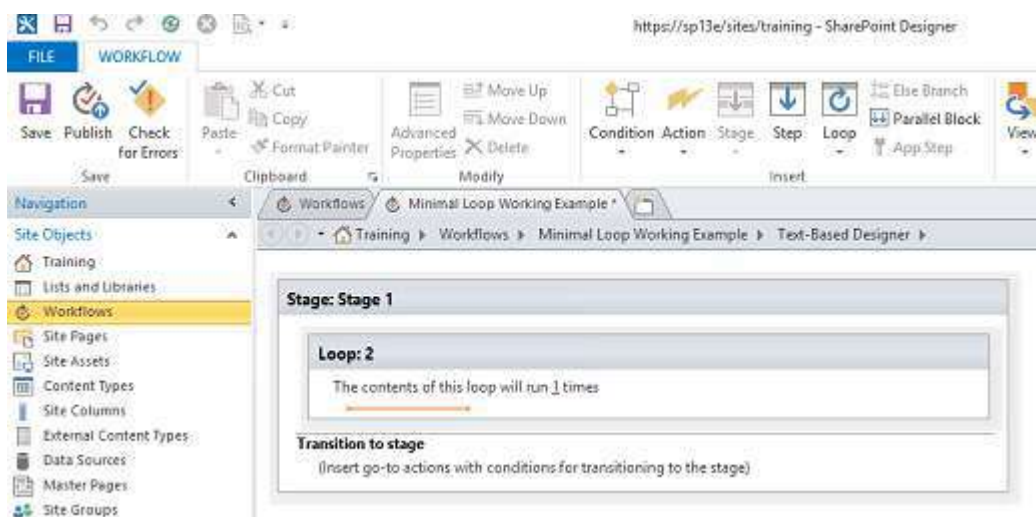 https://sp13e/sites/training - SharePoint Designer
FILE WORKFLOW
Save Publish Check for Errors
Save
Paste Cut Copy Format Painter
Clipboard
Advanced Properties Move Up Move Down Delete
Modify
Condition Action Stage Step Loop Else Branch Parallel Block App Step
Insert
View
Navigation
Workflows Minimal Loop Working Example *
Site Objects
Training Workflows Minimal Loop Working Example Text-Based Designer
Training
Lists and Libraries
Workflows
Site Pages
Site Assets
Content Types
Site Columns
External Content Types
Data Sources
Master Pages
Site Groups
Stage: Stage 1
Loop: 2
The contents of this loop will run 1 times
Transition to stage
(Insert go-to actions with conditions for transitioning to the stage)